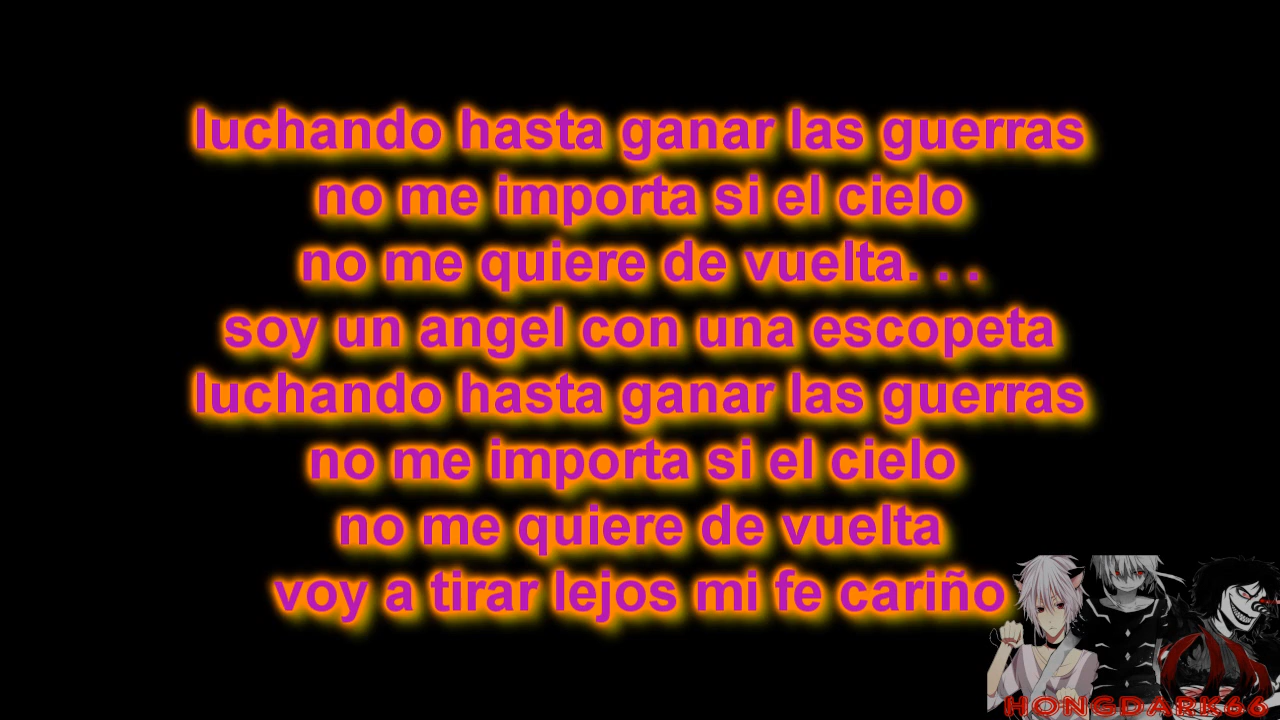 luchando hasta ganar las guerras
no me importa si el cielo
no me quiere de vuelta. . .
soy un angel con una escopeta
luchando hasta ganar las guerras
no me importa si el cielo
no me quiere de vuelta
voy a tirar lejos mi fe cariño
HONGDARK66